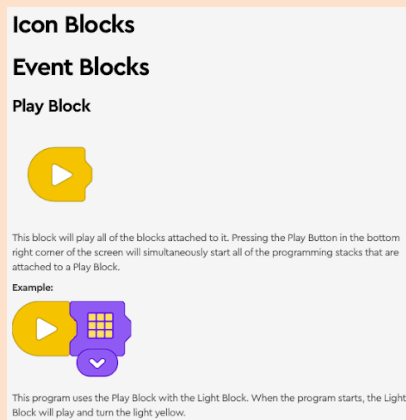 Icon Blocks
Event Blocks
Play Block
This block will play all of the blocks attached to it. Pressing the Play Button in the bottom
right corner of the screen will simultaneously start all of the programming stacks that are
attached to a Play Block.
Example:
This program uses the Play Block with the Light Block. When the program starts, the Light
Block will play and turn the light yellow.